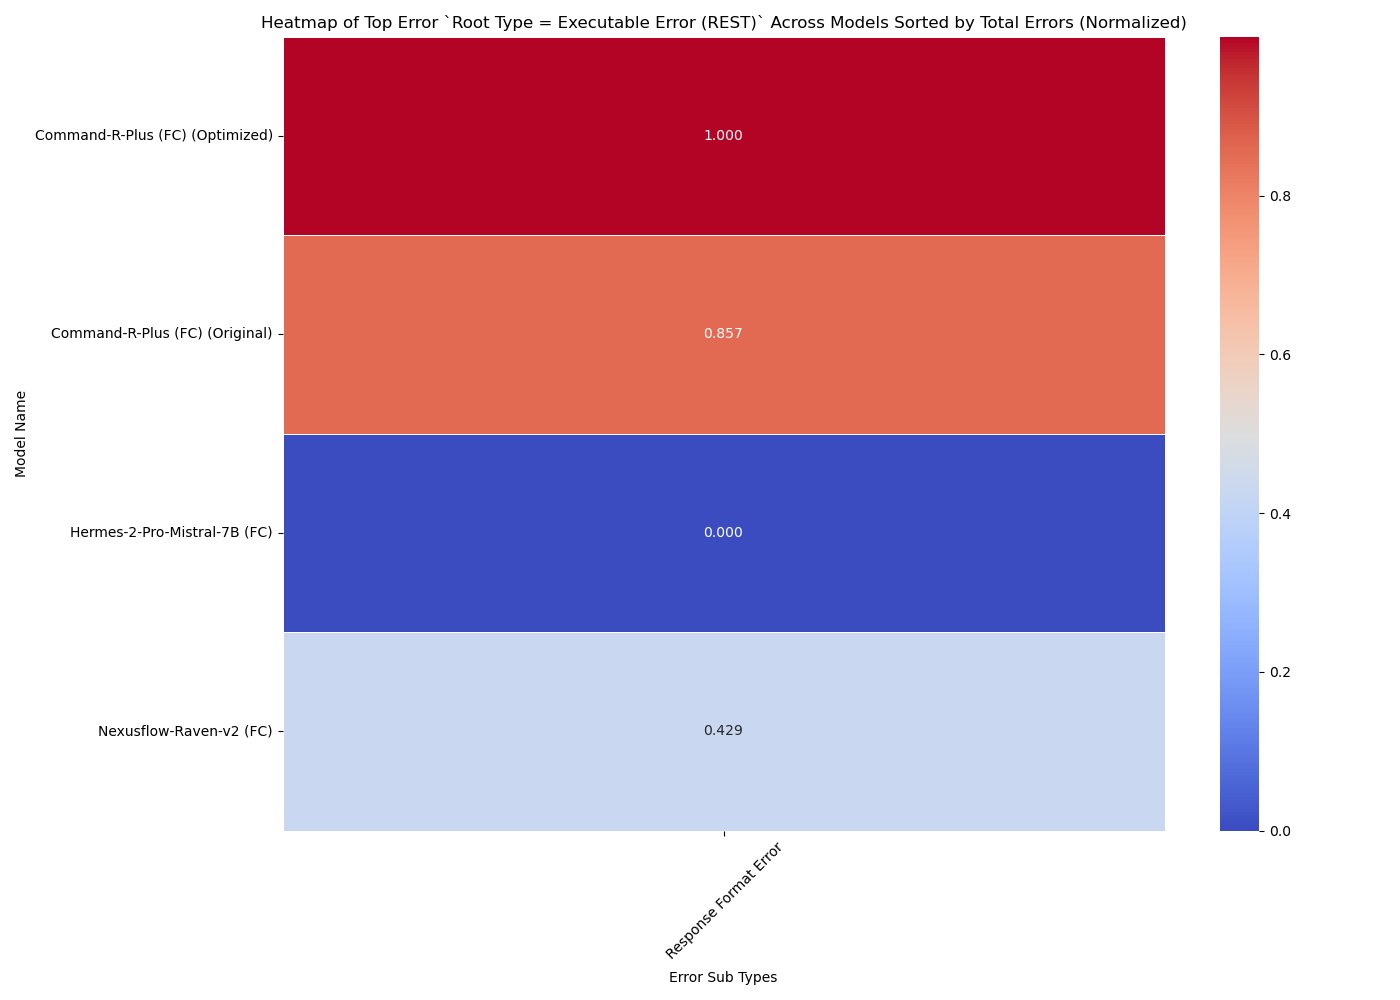 Heatmap of Top Error `Root Type = Executable Error (REST)` Across Models Sorted by Total Errors (Normalized)
Model Name
Command-R-Plus (FC) (Optimized)
1.000
Command-R-Plus (FC) (Original)
0.857
Hermes-2-Pro-Mistral-7B (FC)
0.000
Nexusflow-Raven-v2 (FC)
0.429
0.8
0.6
0.4
0.2
0.0
Response Format Error
Error Sub Types